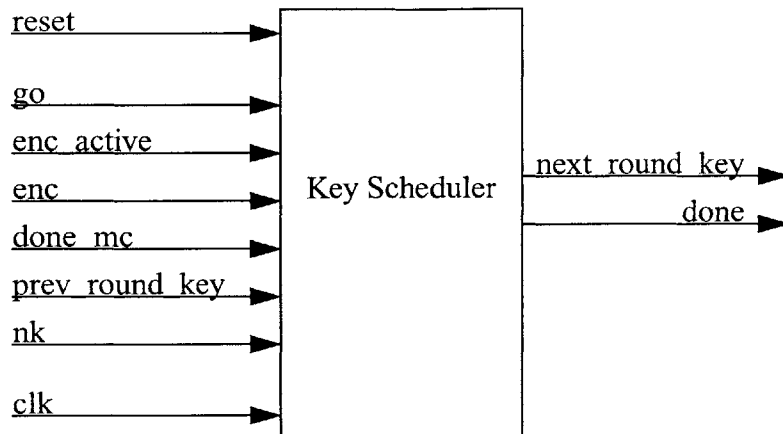 reset
go
enc_active
enc
done_mc
prev_round_key
nk
clk
Key Scheduler
next_round_key
done